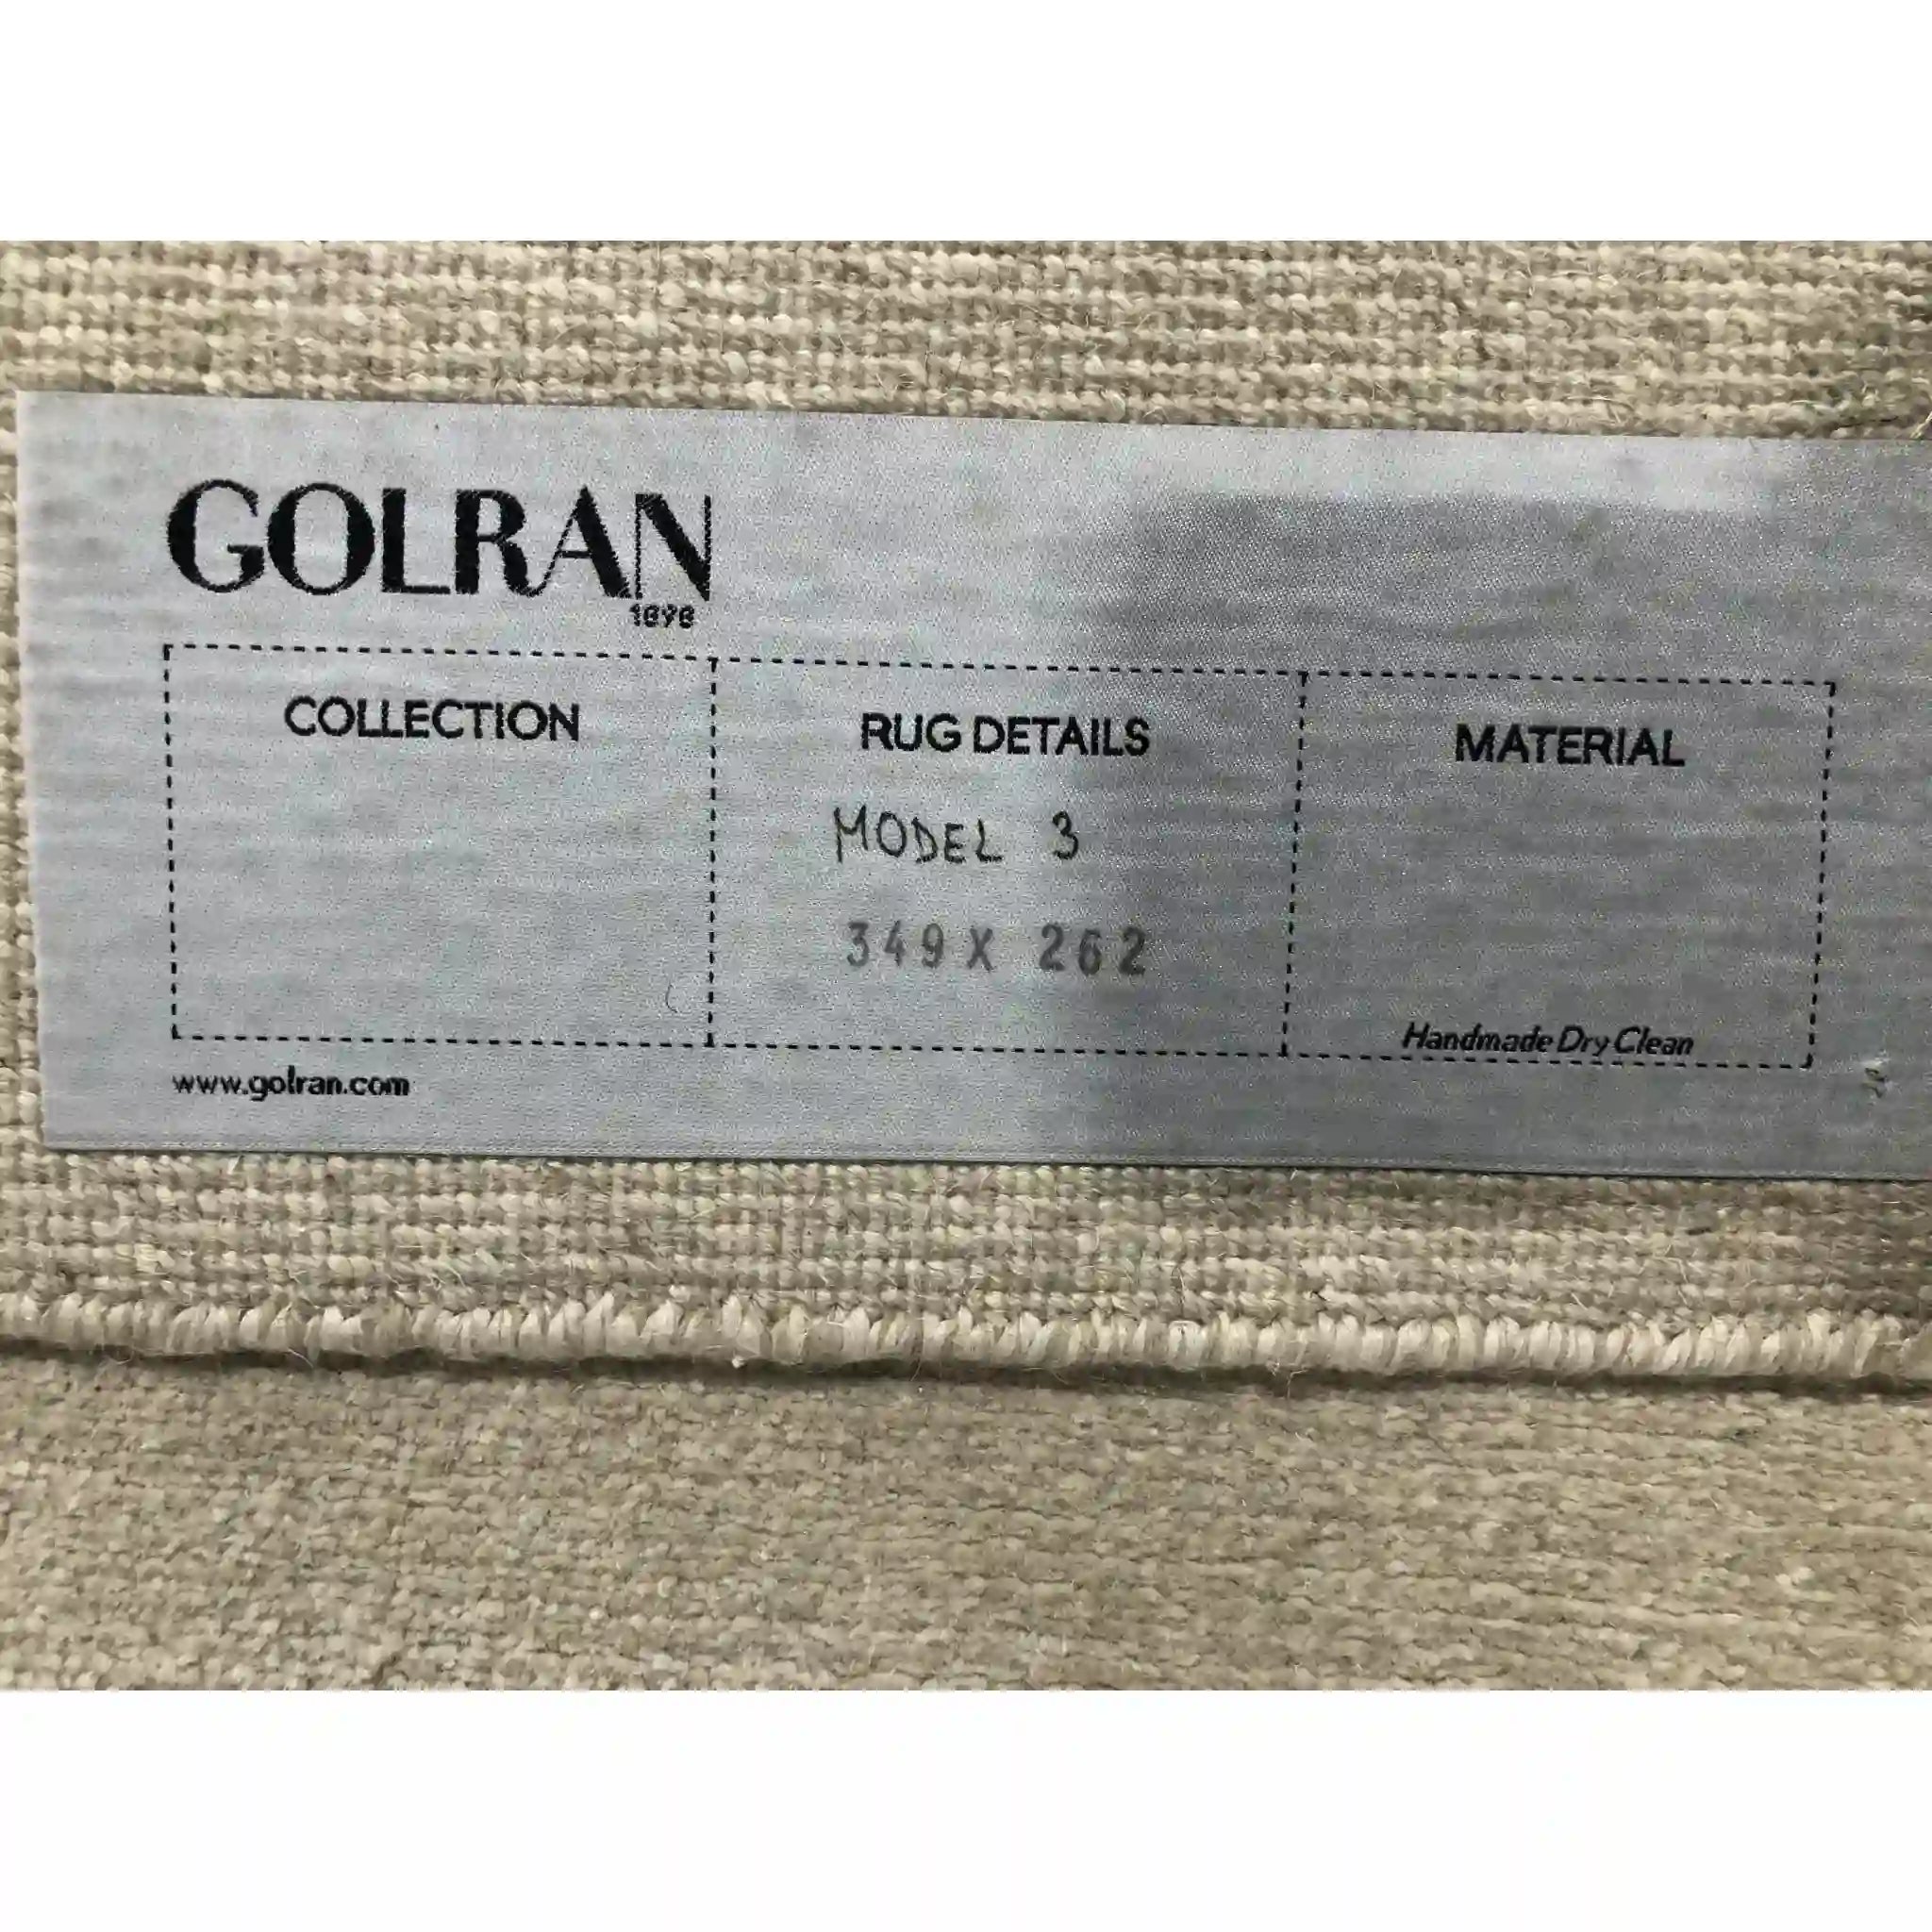 GOLRAN
1898
COLLECTION
RUG DETAILS
MODEL 3
349 X 262
MATERIAL
Handmade Dry Clean
www.golran.com